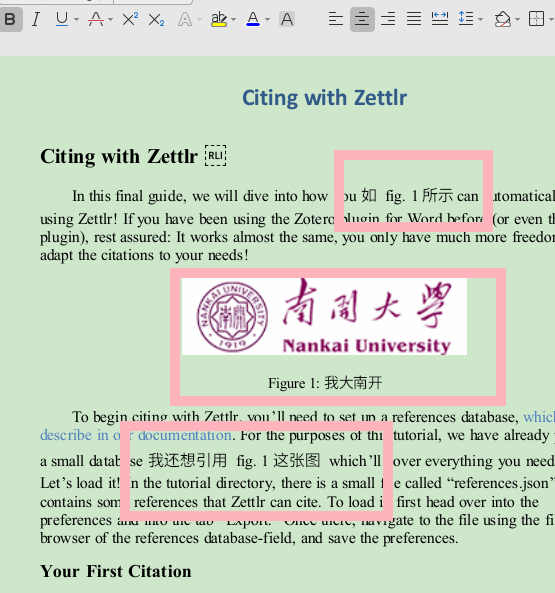 Citing with Zettlr
Citing with Zettlr RLI
In this final guide, we will dive into how you 如 fig. 1 所示 can automatical
using Zettlr! If you have been using the Zotero plugin for Word before (or even th
plugin), rest assured: It works almost the same, you only have much more freedo
adapt the citations to your needs!
NANKAI UNIVERSITY
1919
南開大學
Nankai University
Figure 1: 我大南开
To begin citing with Zettlr, you’ll need to set up a references database, whic
describe in our documentation. For the purposes of this tutorial, we have already
a small database 我还想引用 fig. 1 这张图 which’ll cover everything you need
Let’s load it! In the tutorial directory, there is a small file called “references.json”
contains some references that Zettlr can cite. To load it, first head over into the
preferences and into the tab “Export.” Once there, navigate to the file using the fi
browser of the references database-field, and save the preferences.
Your First Citation